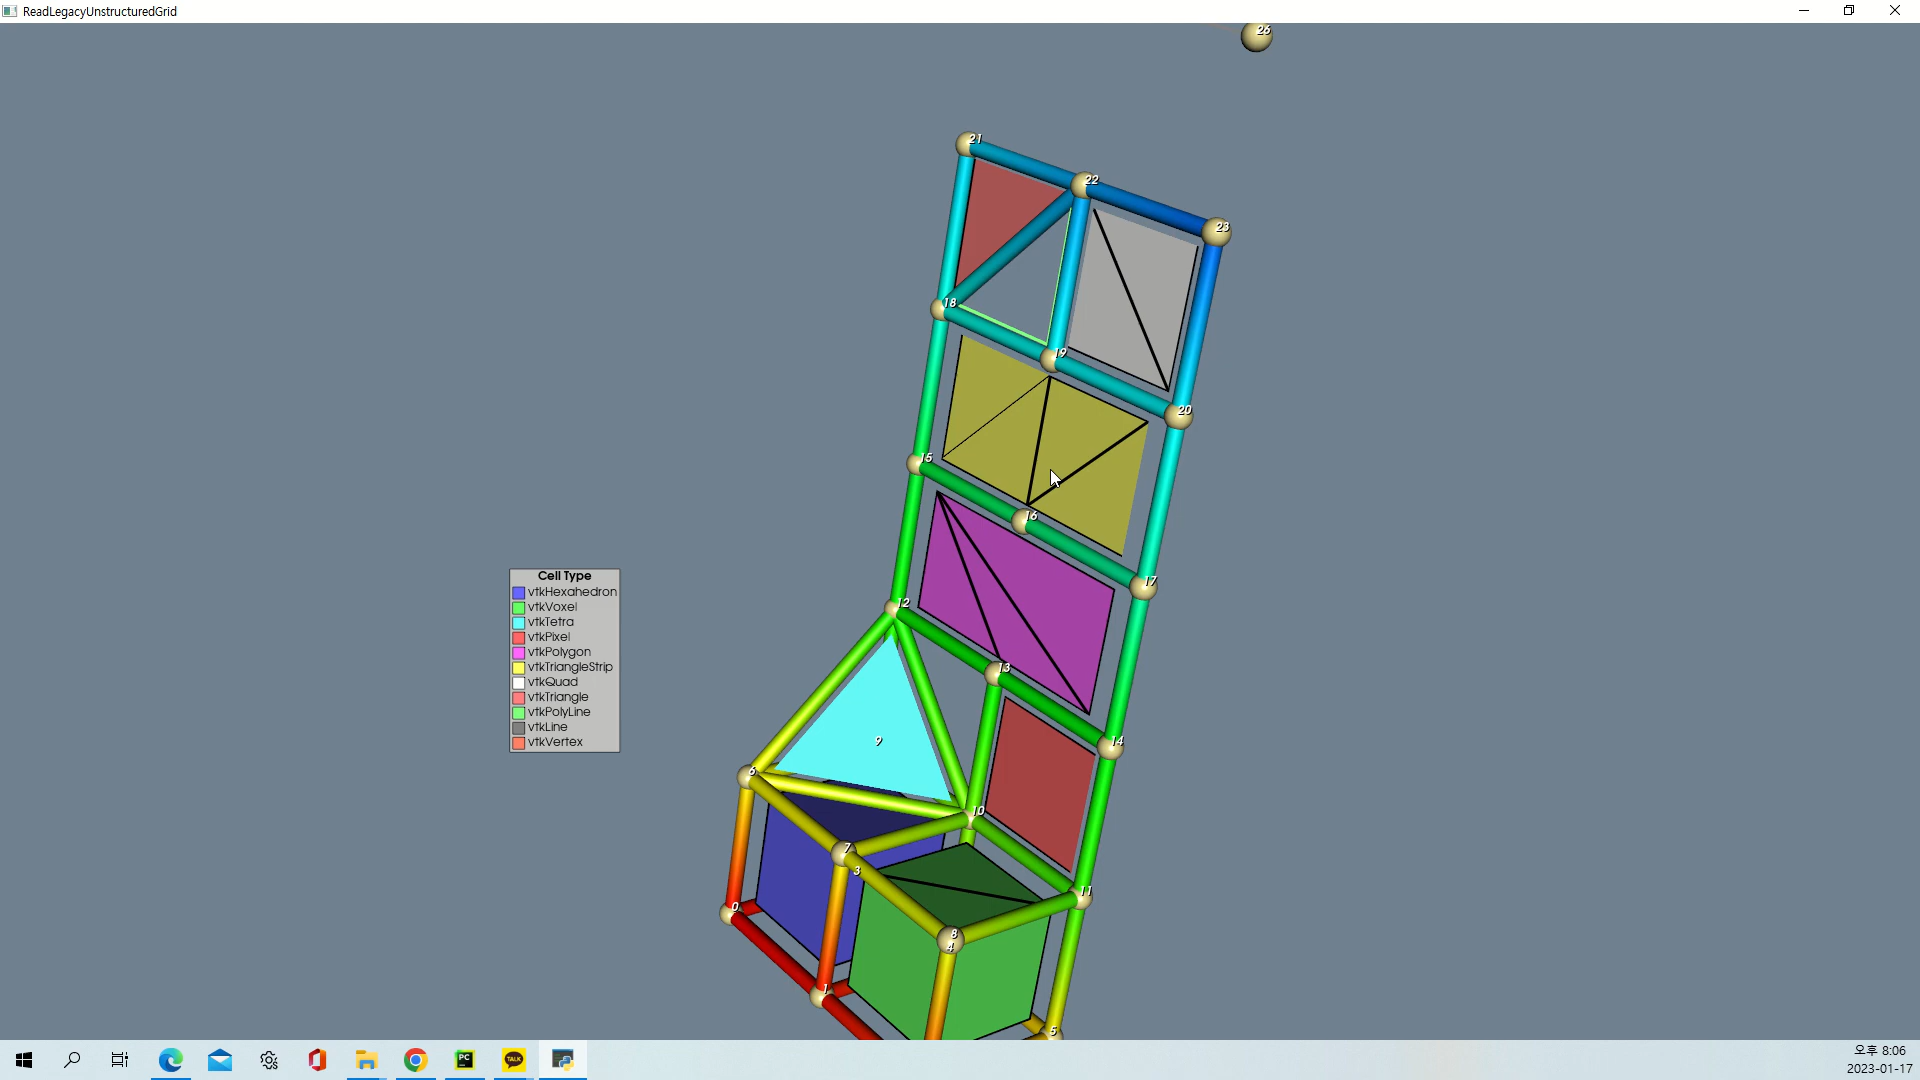 ReadLegacyUnstructuredGrid
26
21
22
23
18
19
20
15
16
17
12
13
14
Cell Type
vtkHexahedron
vtkVoxel
vtkTetra
vtkPixel
vtkPolygon
vtkTriangleStrip
vtkQuad
vtkTriangle
vtkPolyLine
vtkLine
vtkVertex
9
6
10
7
3
11
0
8
4
1
5
PC
TALK
오후 8:06
2023-01-17